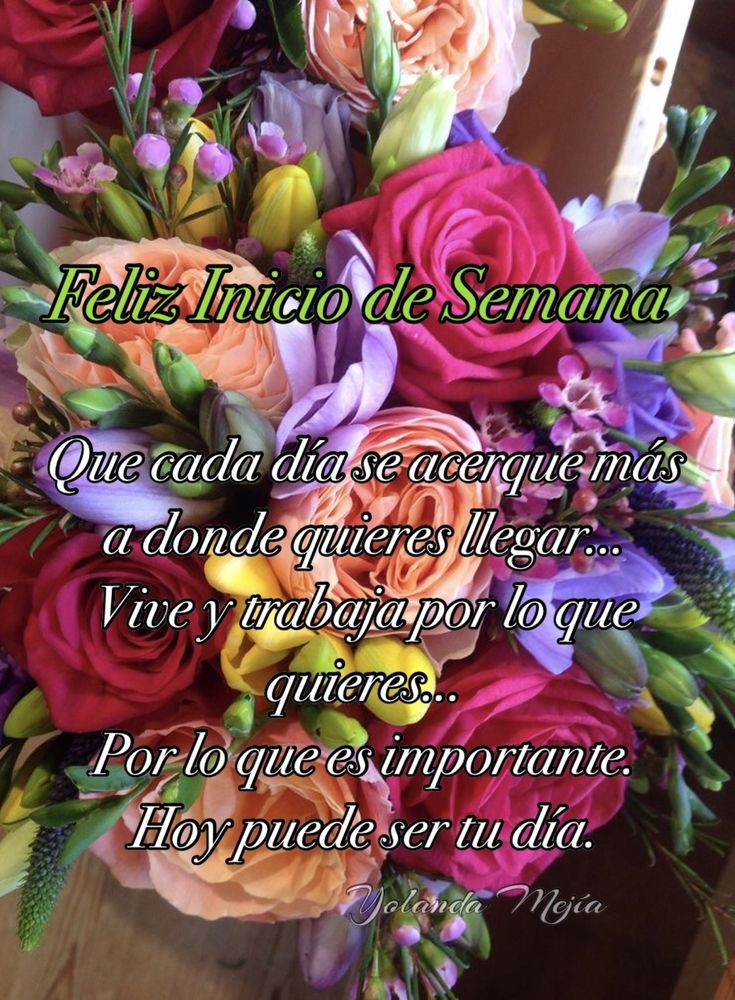 Feliz Inicio de Semana
Que cada día se acerque más
a donde quieres llegar...
Vive y trabaja por lo que
quieres...
Por lo que es importante.
Hoy puede ser tu día.
Yolanda Mejía